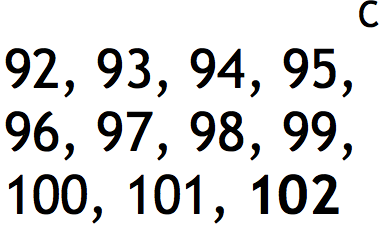 C
92, 93, 94, 95,
96, 97, 98, 99,
100, 101, 102